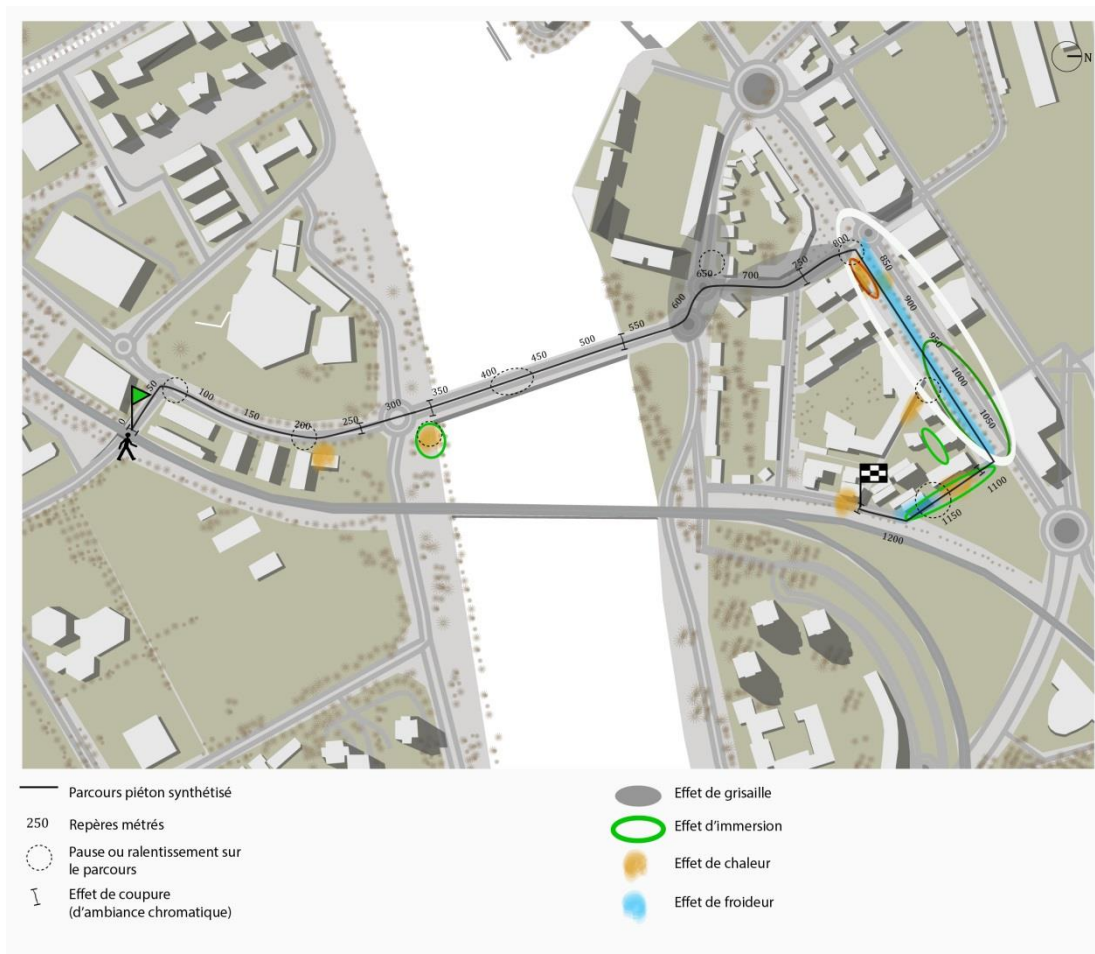 N
0
50
100
150
200
250
300
350
400
450
500
550
600
650
700
750
800
850
900
950
1000
1050
1100
1150
1200
Parcours piéton synthétisé
250 Repères métrés
Pause ou ralentissement sur
le parcours
Effet de coupure
(d'ambiance chromatique)
Effet de grisaille
Effet d'immersion
Effet de chaleur
Effet de froideur